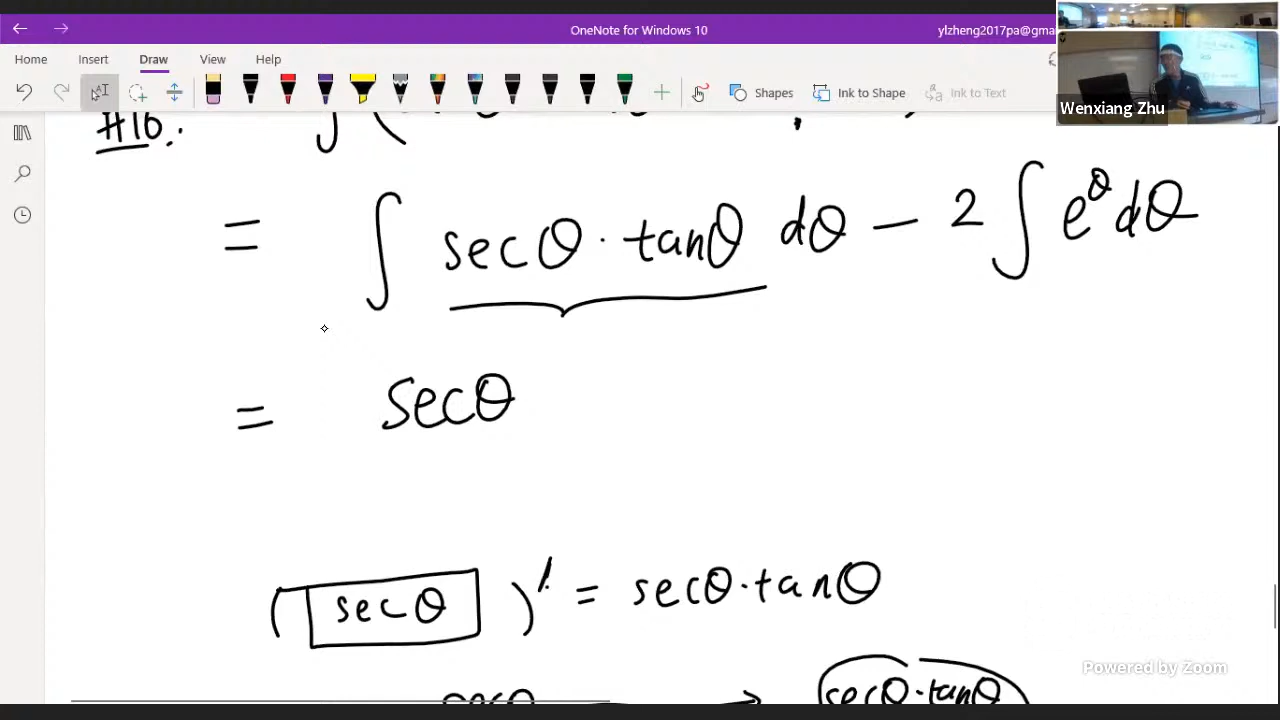 OneNote for Windows 10
ylzheng2017pa@gma
Home Insert Draw View Help
Shapes Ink to Shape Ink to Text
Wenxiang Zhu
#16:
= ∫ secθ · tanθ dθ − 2 ∫ e^θ dθ
= secθ
( secθ )' = secθ·tanθ
secθ·tanθ
Powered by Zoom